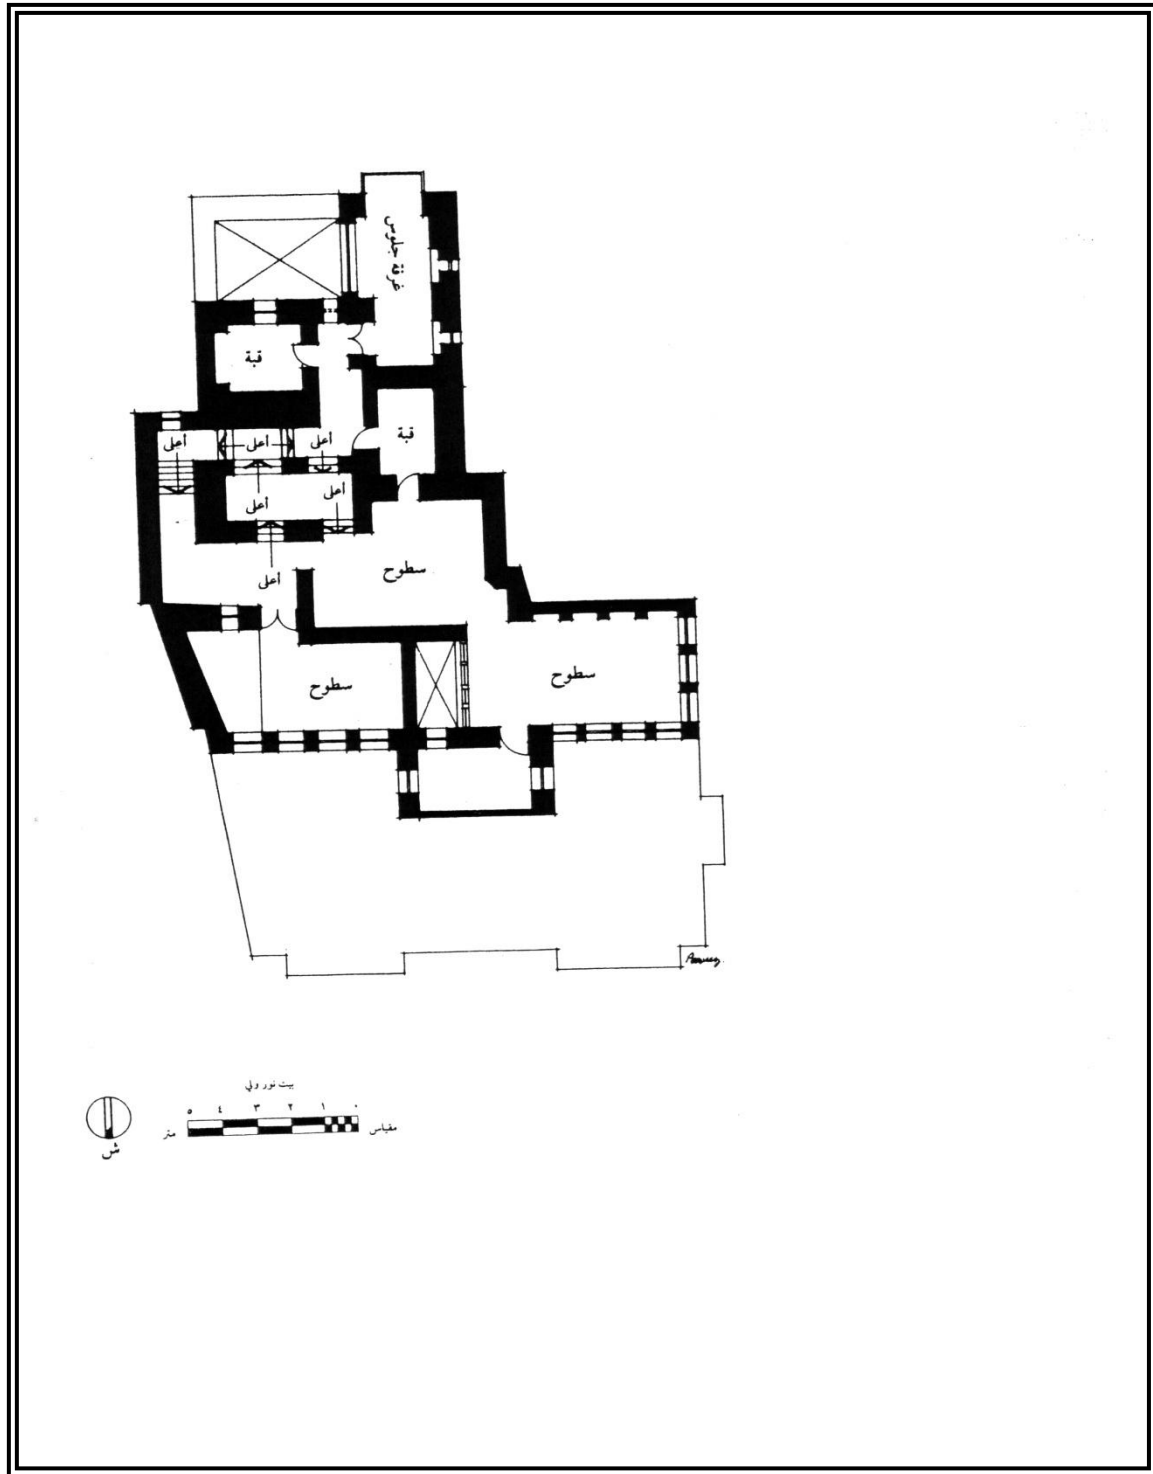 غرفة جلوس
قبة
قبة
أعلى
أعلى
أعلى
أعلى
أعلى
أعلى
سطوح
سطوح
سطوح
بيت نور ولي
٥ ٤ ٣ ٢ ١ ٠
متر
مقياس
ش